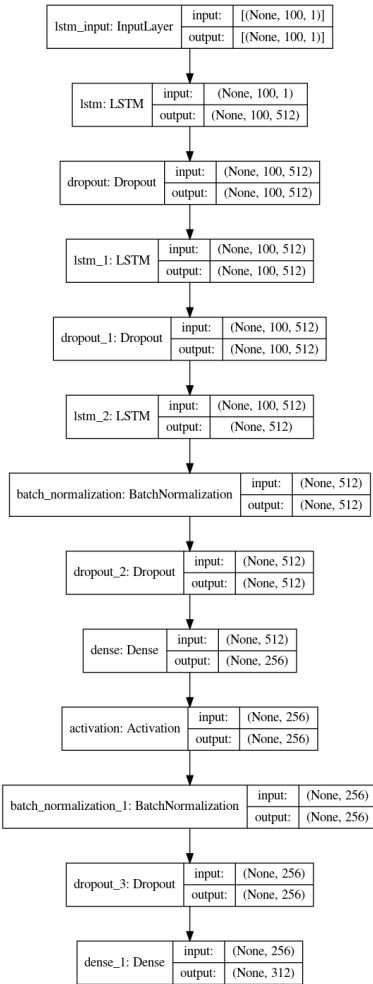 lstm_input: InputLayer
input: [(None, 100, 1)]
output: [(None, 100, 1)]
lstm: LSTM
input: (None, 100, 1)
output: (None, 100, 512)
dropout: Dropout
input: (None, 100, 512)
output: (None, 100, 512)
lstm_1: LSTM
input: (None, 100, 512)
output: (None, 100, 512)
dropout_1: Dropout
input: (None, 100, 512)
output: (None, 100, 512)
lstm_2: LSTM
input: (None, 100, 512)
output: (None, 512)
batch_normalization: BatchNormalization
input: (None, 512)
output: (None, 512)
dropout_2: Dropout
input: (None, 512)
output: (None, 512)
dense: Dense
input: (None, 512)
output: (None, 256)
activation: Activation
input: (None, 256)
output: (None, 256)
batch_normalization_1: BatchNormalization
input: (None, 256)
output: (None, 256)
dropout_3: Dropout
input: (None, 256)
output: (None, 256)
dense_1: Dense
input: (None, 256)
output: (None, 312)